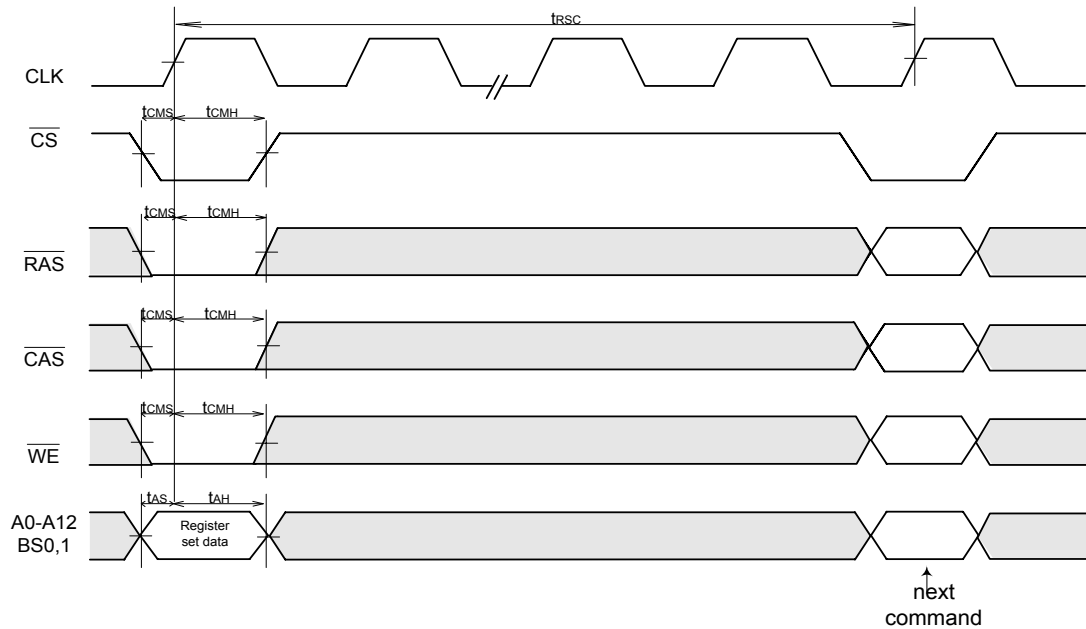 tRSC
CLK
tCMS tCMH
CS
tCMS tCMH
RAS
tCMS tCMH
CAS
tCMS tCMH
WE
tAS tAH
A0-A12
BS0,1
Register
set data
next
command